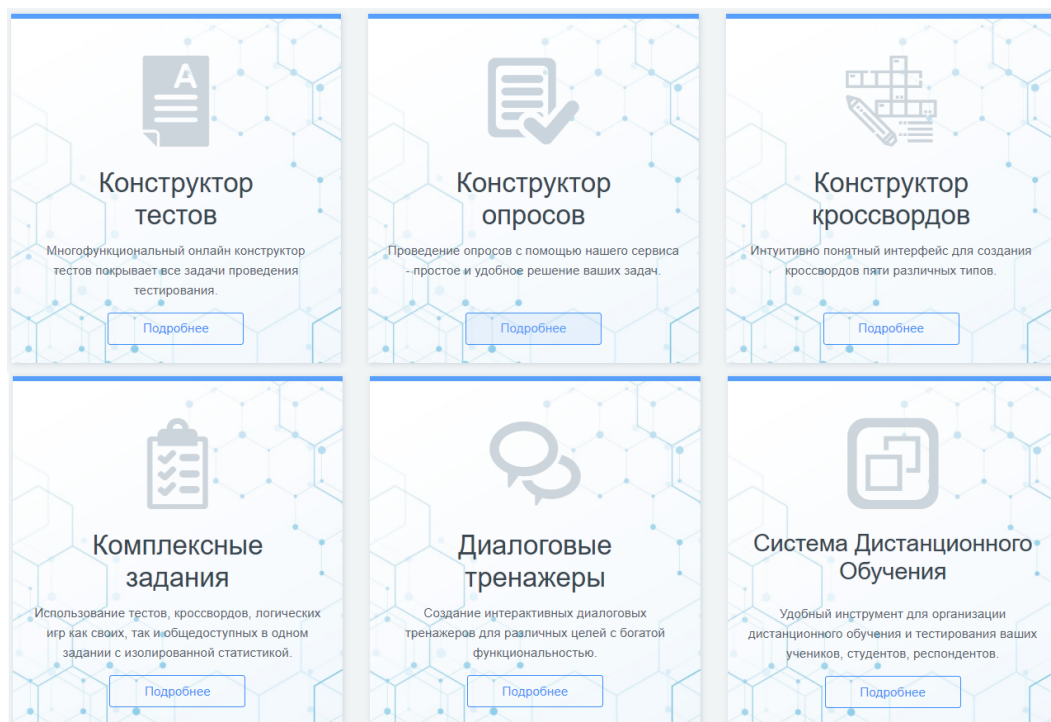 A
Конструктор
тестов
Многофункциональный онлайн конструктор
тестов покрывает все задачи проведения
тестирования.
Подробнее
Конструктор
опросов
Проведение опросов с помощью нашего сервиса
- простое и удобное решение ваших задач.
Подробнее
Конструктор
кроссвордов
Интуитивно понятный интерфейс для создания
кроссвордов пяти различных типов.
Подробнее
Комплексные
задания
Использование тестов, кроссвордов, логических
игр как своих, так и общедоступных в одном
задании с изолированной статистикой.
Подробнее
Диалоговые
тренажеры
Создание интерактивных диалоговых
тренажеров для различных целей с богатой
функциональностью.
Подробнее
Система Дистанционного
Обучения
Удобный инструмент для организации
дистанционного обучения и тестирования ваших
учеников, студентов, респондентов.
Подробнее